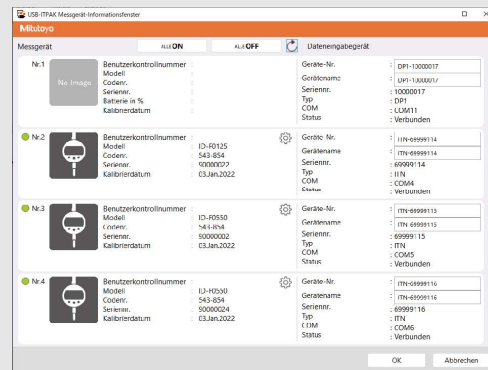 USB-ITPAK Messgerät-Informationsfenster
Mitutoyo
Messgerät ALLE ON ALLE OFF Dateneingabegerät
Nr.1 No Image
Benutzerkontrollnummer :
Modell :
Codenr. :
Seriennr. :
Batterie in % :
Kalibrierdatum :
Geräte-Nr. : DP1-10000017
Gerätename : DP1-10000017
Seriennr. : 10000017
Typ : DP1
COM : COM11
Status : Verbunden
Nr.2
Benutzerkontrollnummer :
Modell : ID-F0125
Codenr. : 543-854
Seriennr. : 90000022
Kalibrierdatum : 03.Jan.2022
Geräte-Nr. : ITN-69999114
Gerätename : ITN-69999114
Seriennr. : 69999114
Typ : ITN
COM : COM4
Status : Verbunden
Nr.3
Benutzerkontrollnummer :
Modell : ID-F0550
Codenr. : 543-854
Seriennr. : 90000002
Kalibrierdatum : 03.Jan.2022
Geräte-Nr. : ITN-69999113
Gerätename : ITN-69999115
Seriennr. : 69999115
Typ : ITN
COM : COM5
Status : Verbunden
Nr.4
Benutzerkontrollnummer :
Modell : ID-F0550
Codenr. : 543-854
Seriennr. : 90000024
Kalibrierdatum : 03.Jan.2022
Geräte-Nr. : ITN-69999116
Gerätename : ITN-69999116
Seriennr. : 69999116
Typ : ITN
COM : COM6
Status : Verbunden
OK Abbrechen